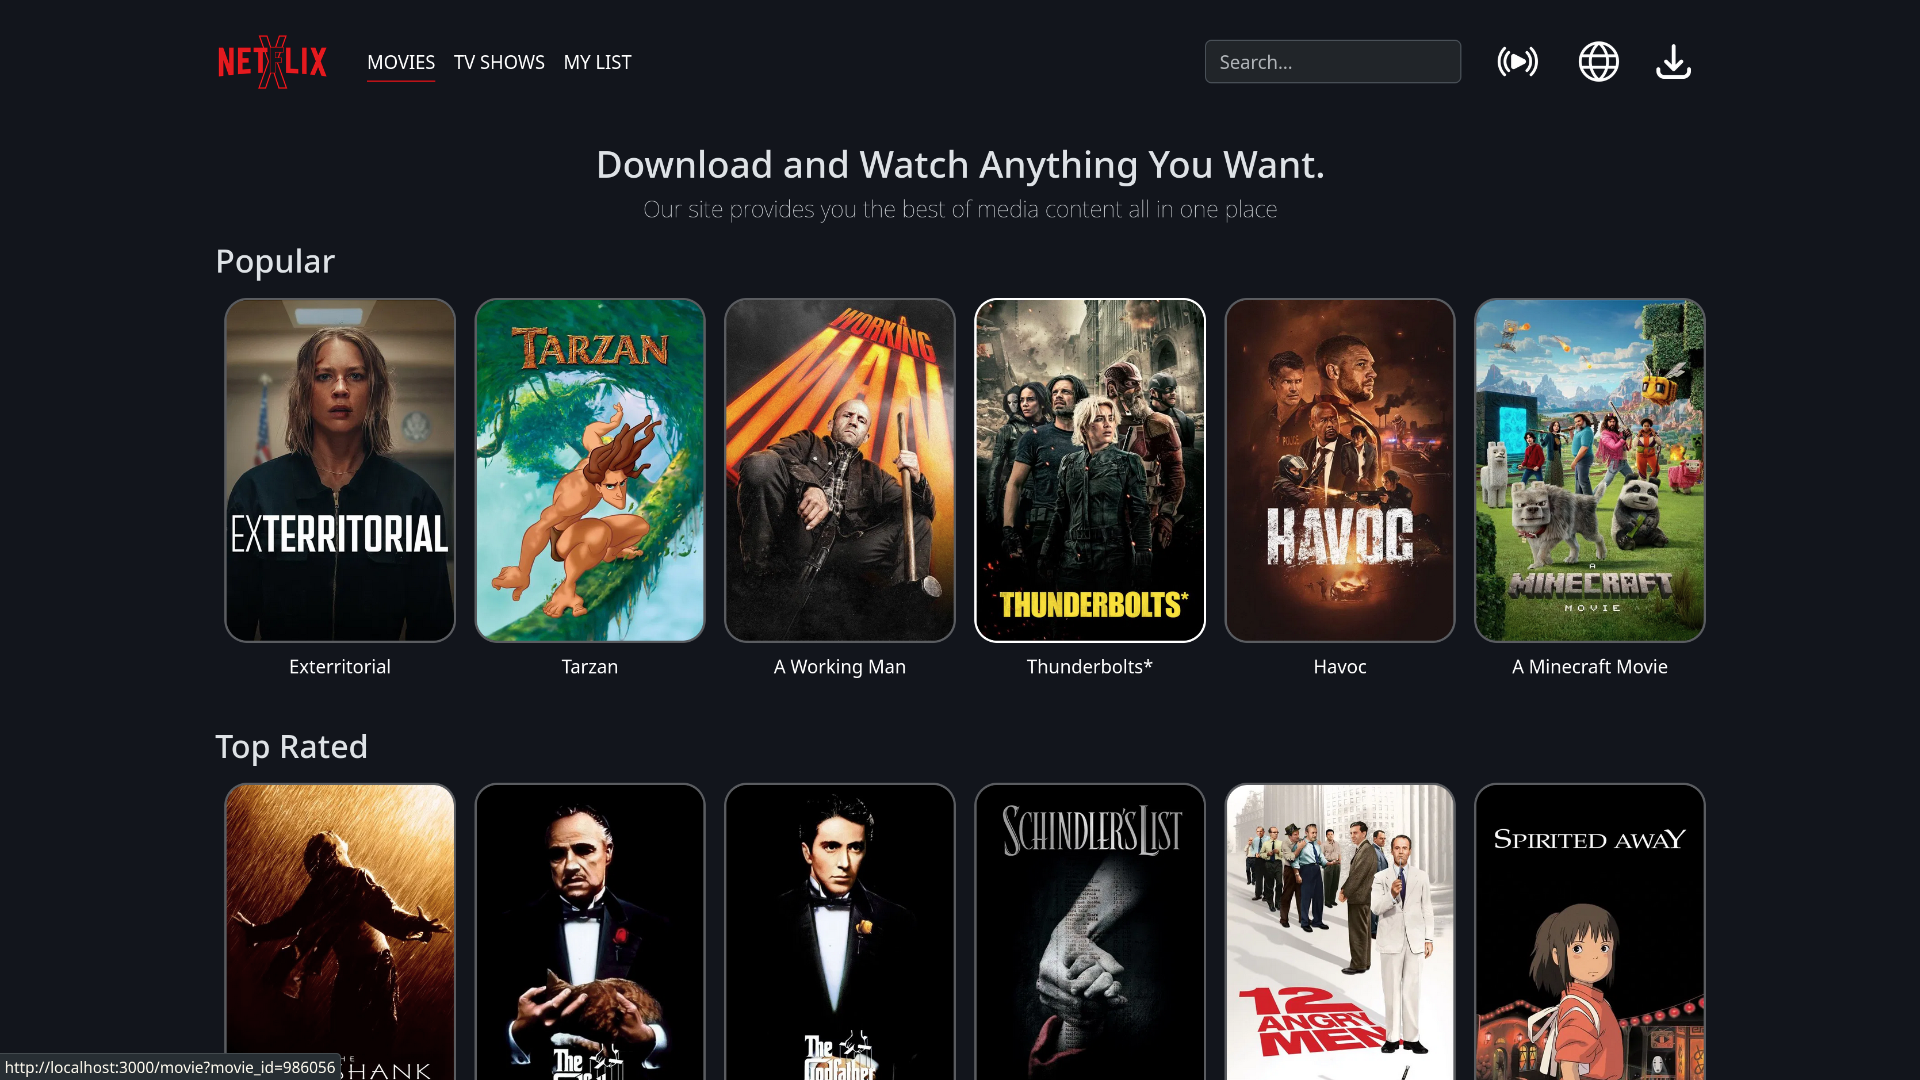 NETFLIX
MOVIES
TV SHOWS
MY LIST
Search...
Download and Watch Anything You Want.
Our site provides you the best of media content all in one place
Popular
EXTERRITORIAL
TARZAN
A
WORKING
MAN
THUNDERBOLTS*
POLICE
HAVOC
A
MINECRAFT
MOVIE
Exterritorial
Tarzan
A Working Man
Thunderbolts*
Havoc
A Minecraft Movie
Top Rated
SHANK
The
Godfather
The
Godfather
SCHINDLER'S LIST
12
ANGRY
MEN
SPIRITED AWAY
http://localhost:3000/movie?movie_id=986056